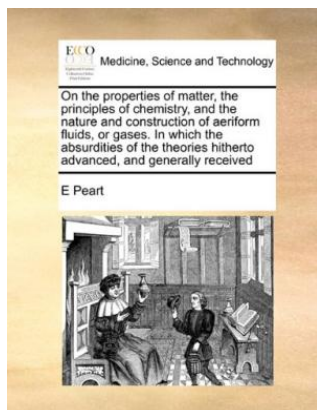 ECCO
Medicine, Science and Technology
On the properties of matter, the
principles of chemistry, and the
nature and construction of aeriform
fluids, or gases. In which the
absurdities of the theories hitherto
advanced, and generally received
E Peart